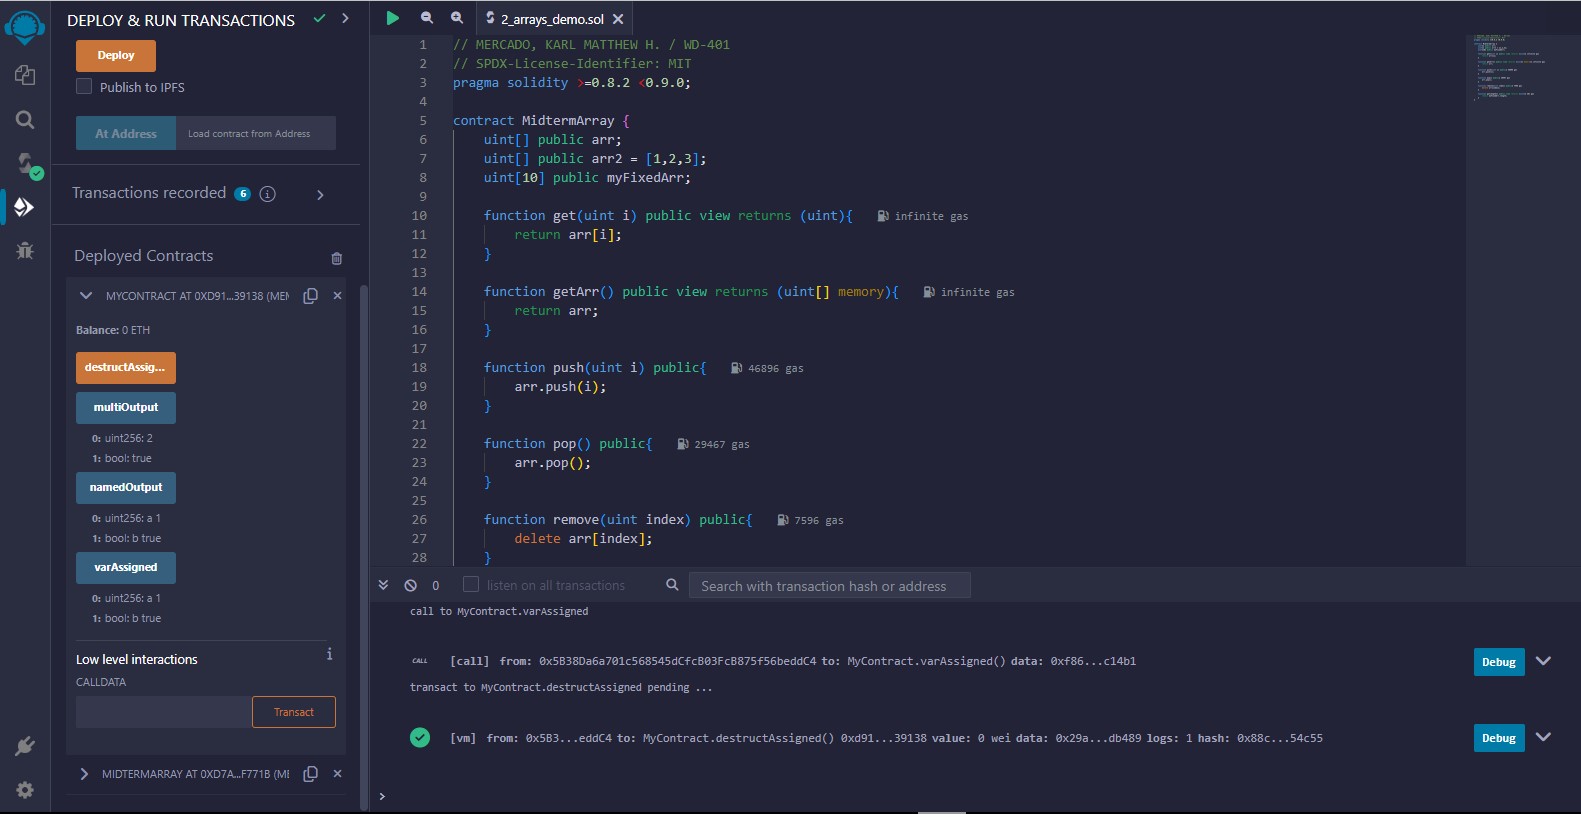 DEPLOY & RUN TRANSACTIONS
Deploy
Publish to IPFS
At Address
Load contract from Address
Transactions recorded 6 i
Deployed Contracts
MYCONTRACT AT 0XD91...39138 (MEM
Balance: 0 ETH
destructAssig...
multiOutput
0: uint256: 2
1: bool: true
namedOutput
0: uint256: a 1
1: bool: b true
varAssigned
0: uint256: a 1
1: bool: b true
Low level interactions
i
CALLDATA
Transact
MIDTERMARRAY AT 0XD7A...F771B (ME
2_arrays_demo.sol
1 // MERCADO, KARL MATTHEW H. / WD-401
2 // SPDX-License-Identifier: MIT
3 pragma solidity >=0.8.2 <0.9.0;
4
5 contract MidtermArray {
6 uint[] public arr;
7 uint[] public arr2 = [1,2,3];
8 uint[10] public myFixedArr;
9
10 function get(uint i) public view returns (uint){ infinite gas
11 return arr[i];
12 }
13
14 function getArr() public view returns (uint[] memory){ infinite gas
15 return arr;
16 }
17
18 function push(uint i) public{ 46896 gas
19 arr.push(i);
20 }
21
22 function pop() public{ 29467 gas
23 arr.pop();
24 }
25
26 function remove(uint index) public{ 7596 gas
27 delete arr[index];
28 }
0
listen on all transactions
Search with transaction hash or address
call to MyContract.varAssigned
CALL [call] from: 0x5B38Da6a701c568545dCfcB03FcB875f56beddC4 to: MyContract.varAssigned() data: 0xf86...c14b1
Debug
transact to MyContract.destructAssigned pending ...
[vm] from: 0x5B3...eddC4 to: MyContract.destructAssigned() 0xd91...39138 value: 0 wei data: 0x29a...db489 logs: 1 hash: 0x88c...54c55
Debug
>